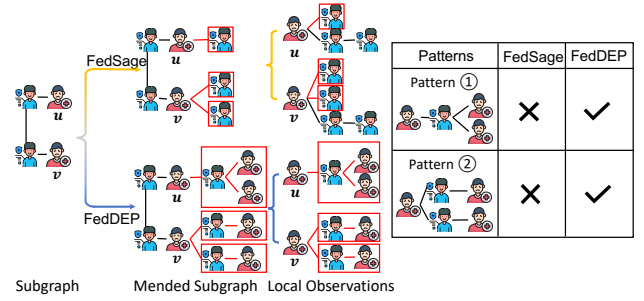 FedSage
u
v
u
v
u
v
FedDEP
u
v
u
v
Subgraph
Mended Subgraph
Local Observations
Patterns
FedSage
FedDEP
Pattern ①
Pattern ②